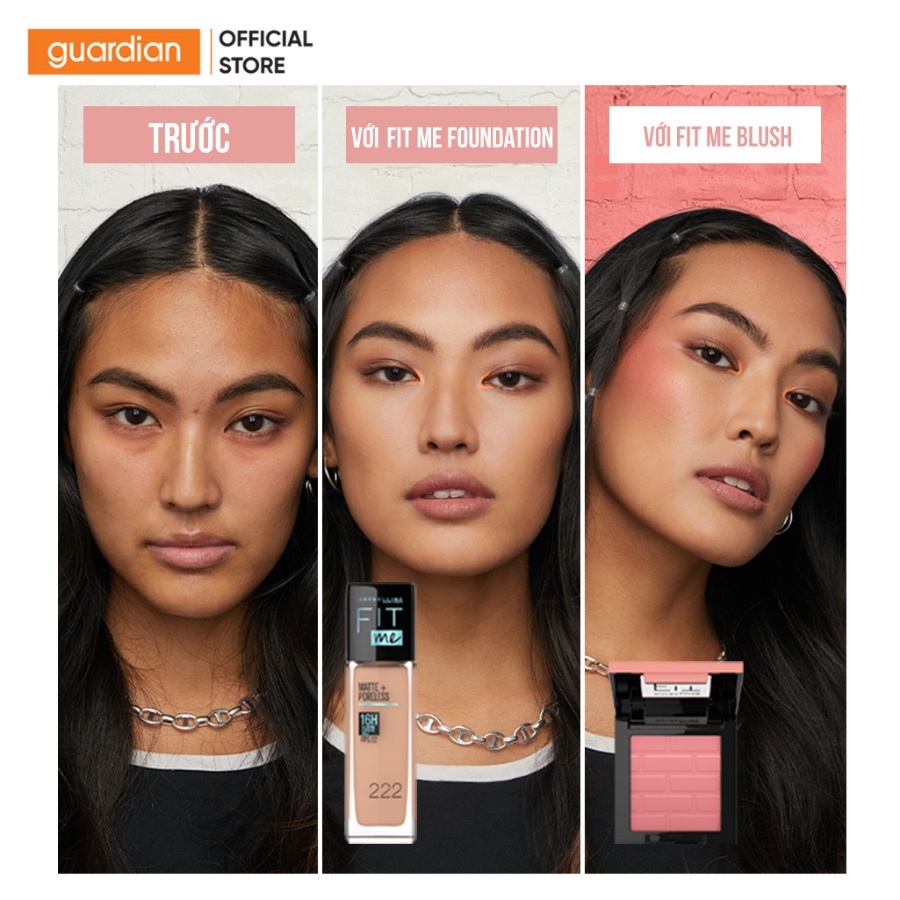 guardian
OFFICIAL
STORE
TRƯỚC
VỚI FIT ME FOUNDATION
VỚI FIT ME BLUSH
MAYBELLINE
FIT
me
MATTE +
PORELESS
16H
222
FIT